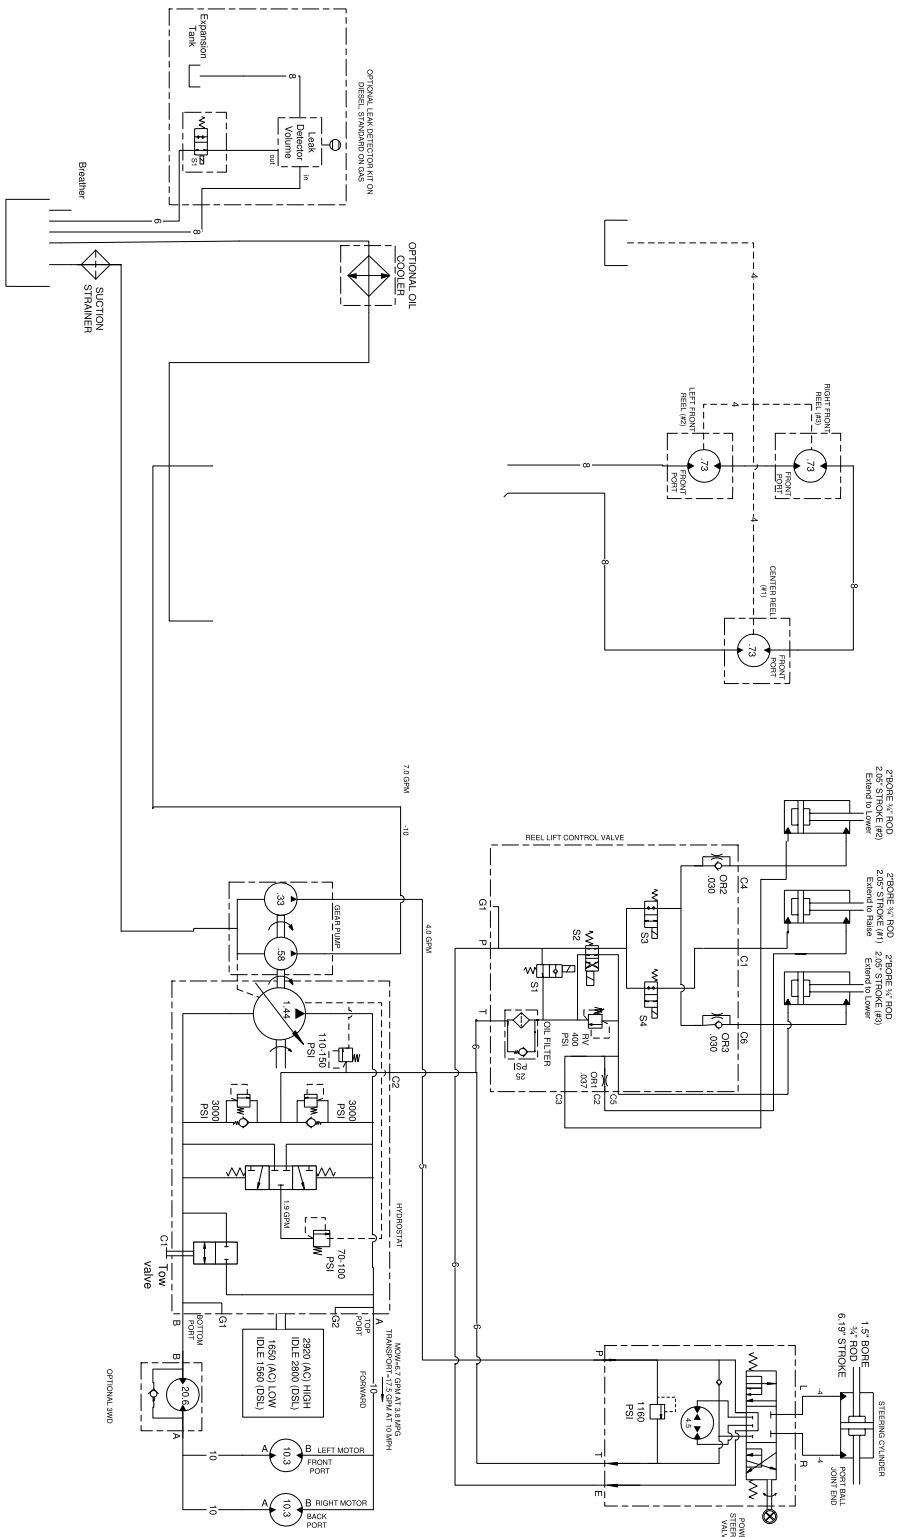 Expansion
Tank
OPTIONAL LEAK DETECTOR KIT ON
DIESEL, STANDARD ON GAS
8
Leak
Detector
Volume
out
in
S1
Breather
6
8
SUCTION
STRAINER
OPTIONAL OIL
COOLER
4
LEFT FRONT
REEL (#2)
RIGHT FRONT
REEL (#3)
4
.73
.73
FRONT
PORT
FRONT
PORT
8
4
8
8
CENTER REEL
(#1)
.73
FRONT
PORT
7.0 GPM
-10
4.0 GPM
GEAR PUMP
.33
.58
1.44
110-150
PSI
C2
3000
PSI
3000
PSI
HYDROSTAT
1.9 GPM
70-100
PSI
C1
Tow
valve
G1
G2
A
TOP
PORT
B
BOTTOM
PORT
MOW=6.7 GPM AT 3.8 MPG
TRANSPORT=17.5 GPM AT 10 MPH
FORWARD
10
2920 (AC) HIGH
IDLE 2800 (DSL)
1650 (AC) LOW
IDLE 1560 (DSL)
B
20.6
A
OPTIONAL 3WD
10
A
10.3
B
LEFT MOTOR
FRONT
PORT
10
A
10.3
B
RIGHT MOTOR
BACK
PORT
REEL LIFT CONTROL VALVE
2"BORE ¾" ROD
2.05" STROKE (#2)
Extend to Lower
2"BORE ¾" ROD
2.05" STROKE (#1)
Extend to Raise
2"BORE ¾" ROD
2.05" STROKE (#3)
Extend to Lower
C4
C1
C6
OR2
.030
OR3
.030
S3
S4
G1
P
T
S2
S1
RV
400
PSI
OIL FILTER
25
PSI
OR1
.037
C5
C2
C3
6
5
6
6
P
T
E
1160
PSI
4.5
L
R
-4
-4
1.5" BORE
¾" ROD
6.19" STROKE
STEERING CYLINDER
PORT BALL
JOINT END